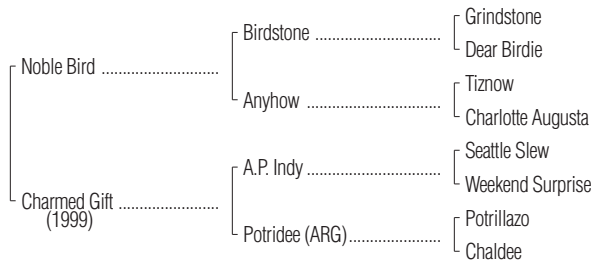 Grindstone
Birdstone
Dear Birdie
Noble Bird
Tiznow
Anyhow
Charlotte Augusta
Seattle Slew
A.P. Indy
Weekend Surprise
Charmed Gift
(1999)
Potrillazo
Potridee (ARG)
Chaldee